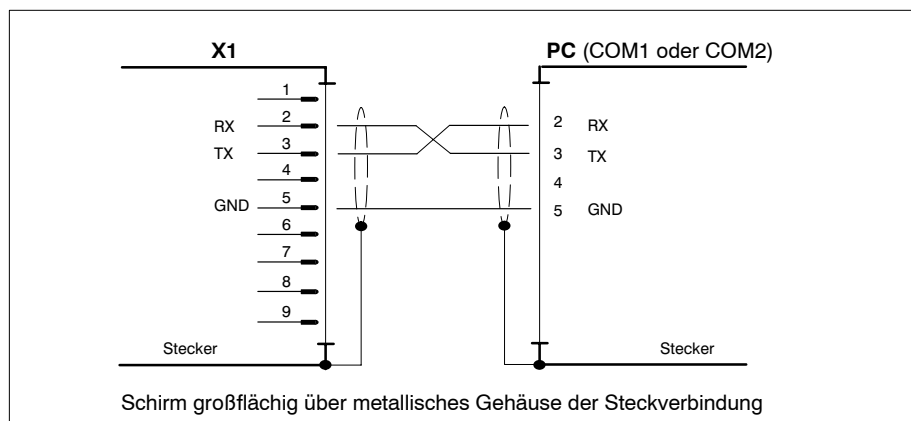 X1
PC (COM1 oder COM2)
1
RX 2
TX 3
4
GND 5
6
7
8
9
2 RX
3 TX
4
5 GND
Stecker
Stecker
Schirm großflächig über metallisches Gehäuse der Steckverbindung